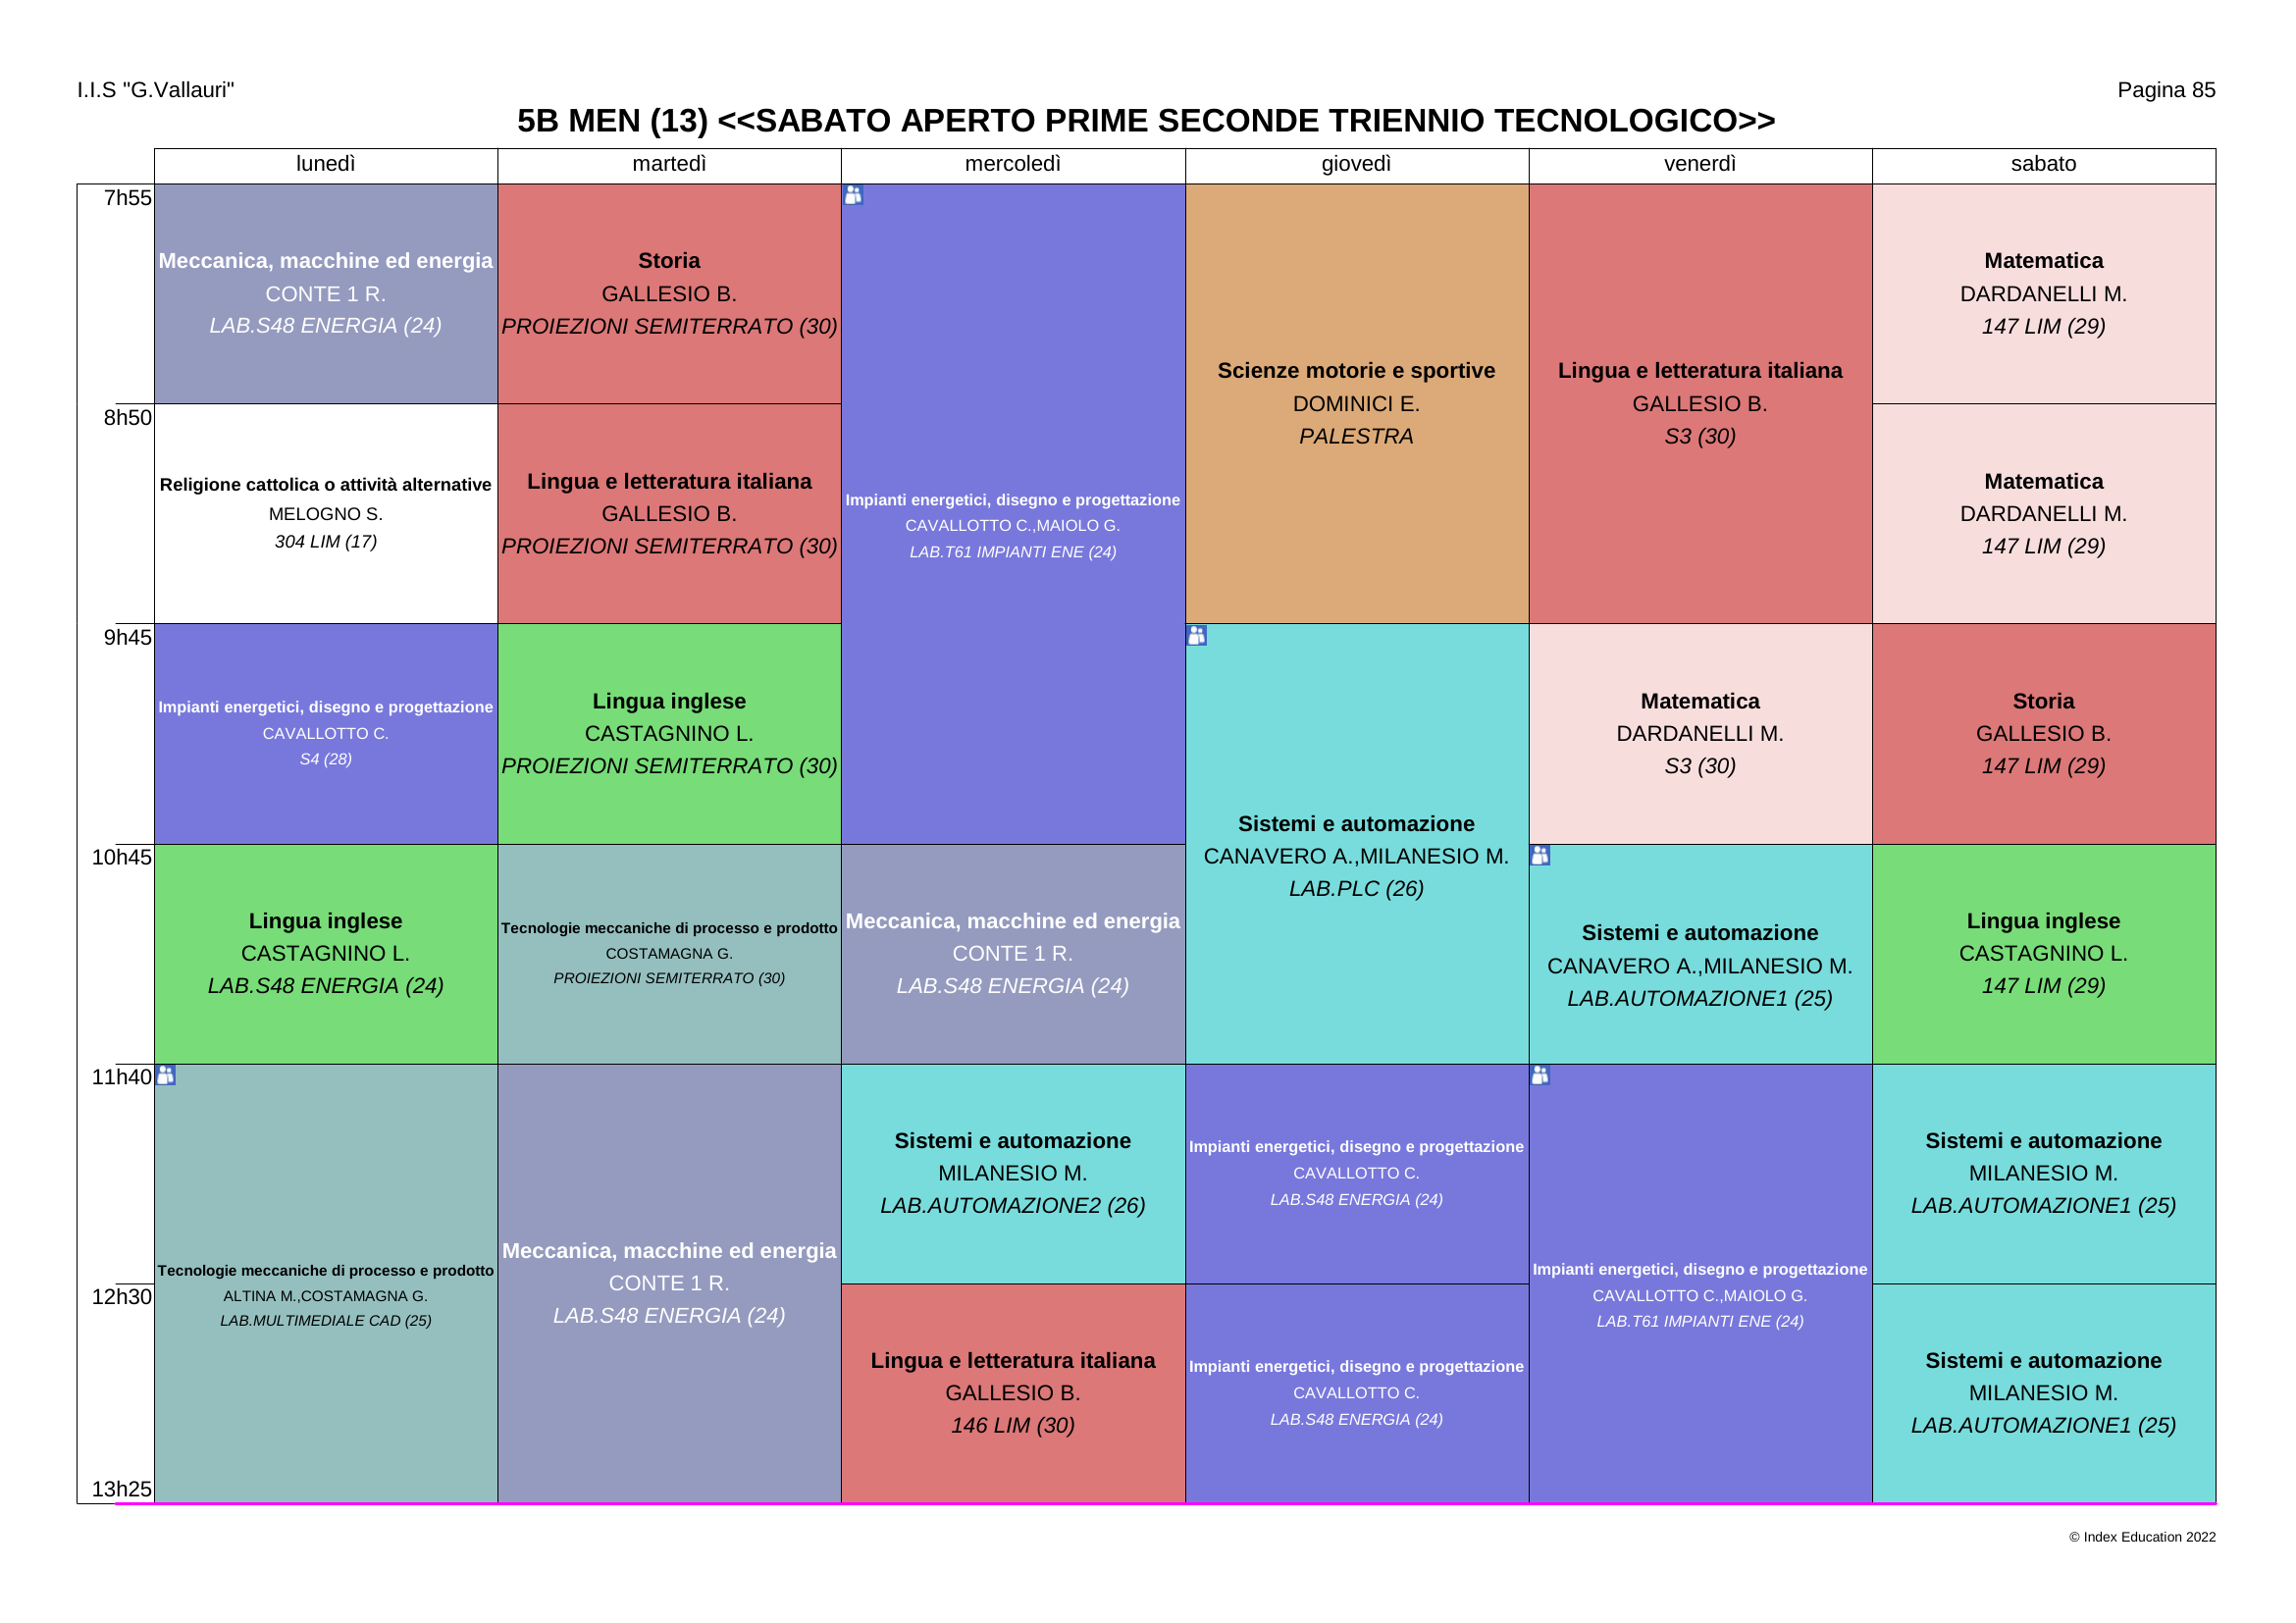 I.I.S "G.Vallauri"
Pagina 85
5B MEN (13) <<SABATO APERTO PRIME SECONDE TRIENNIO TECNOLOGICO>>
lunedì
martedì
mercoledì
giovedì
venerdì
sabato
7h55
Meccanica, macchine ed energia
CONTE 1 R.
LAB.S48 ENERGIA (24)
Storia
GALLESIO B.
PROIEZIONI SEMITERRATO (30)
Impianti energetici, disegno e progettazione
CAVALLOTTO C.,MAIOLO G.
LAB.T61 IMPIANTI ENE (24)
Scienze motorie e sportive
DOMINICI E.
PALESTRA
Lingua e letteratura italiana
GALLESIO B.
S3 (30)
Matematica
DARDANELLI M.
147 LIM (29)
8h50
Religione cattolica o attività alternative
MELOGNO S.
304 LIM (17)
Lingua e letteratura italiana
GALLESIO B.
PROIEZIONI SEMITERRATO (30)
Matematica
DARDANELLI M.
147 LIM (29)
9h45
Impianti energetici, disegno e progettazione
CAVALLOTTO C.
S4 (28)
Lingua inglese
CASTAGNINO L.
PROIEZIONI SEMITERRATO (30)
Sistemi e automazione
CANAVERO A.,MILANESIO M.
LAB.PLC (26)
Matematica
DARDANELLI M.
S3 (30)
Storia
GALLESIO B.
147 LIM (29)
10h45
Lingua inglese
CASTAGNINO L.
LAB.S48 ENERGIA (24)
Tecnologie meccaniche di processo e prodotto
COSTAMAGNA G.
PROIEZIONI SEMITERRATO (30)
Meccanica, macchine ed energia
CONTE 1 R.
LAB.S48 ENERGIA (24)
Sistemi e automazione
CANAVERO A.,MILANESIO M.
LAB.AUTOMAZIONE1 (25)
Lingua inglese
CASTAGNINO L.
147 LIM (29)
11h40
Tecnologie meccaniche di processo e prodotto
ALTINA M.,COSTAMAGNA G.
LAB.MULTIMEDIALE CAD (25)
Meccanica, macchine ed energia
CONTE 1 R.
LAB.S48 ENERGIA (24)
Sistemi e automazione
MILANESIO M.
LAB.AUTOMAZIONE2 (26)
Impianti energetici, disegno e progettazione
CAVALLOTTO C.
LAB.S48 ENERGIA (24)
Impianti energetici, disegno e progettazione
CAVALLOTTO C.,MAIOLO G.
LAB.T61 IMPIANTI ENE (24)
Sistemi e automazione
MILANESIO M.
LAB.AUTOMAZIONE1 (25)
12h30
Lingua e letteratura italiana
GALLESIO B.
146 LIM (30)
Impianti energetici, disegno e progettazione
CAVALLOTTO C.
LAB.S48 ENERGIA (24)
Sistemi e automazione
MILANESIO M.
LAB.AUTOMAZIONE1 (25)
13h25
© Index Education 2022